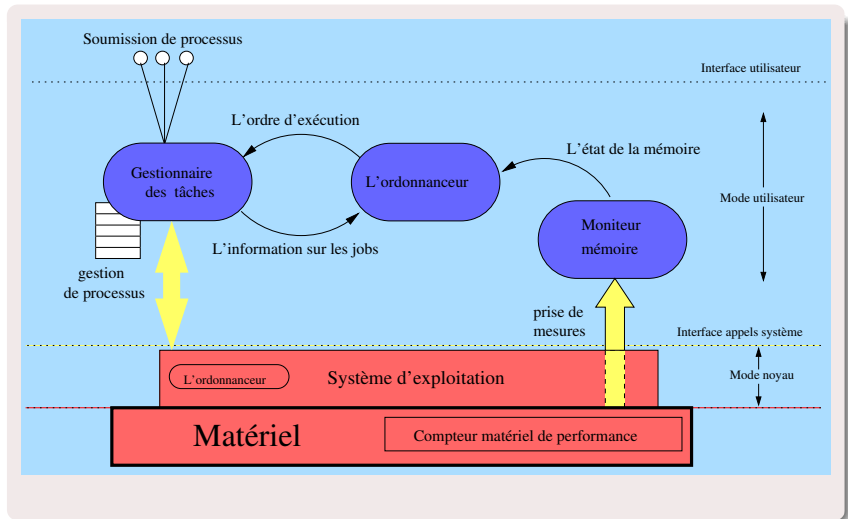 Soumission de processus
Interface utilisateur
L'ordre d'exécution
L'état de la mémoire
Gestionnaire
des tâches
L'ordonnanceur
Mode utilisateur
Moniteur
mémoire
L'information sur les jobs
gestion
de processus
prise de
mesures
Interface appels système
L'ordonnanceur
Système d'exploitation
Mode noyau
Matériel
Compteur matériel de performance